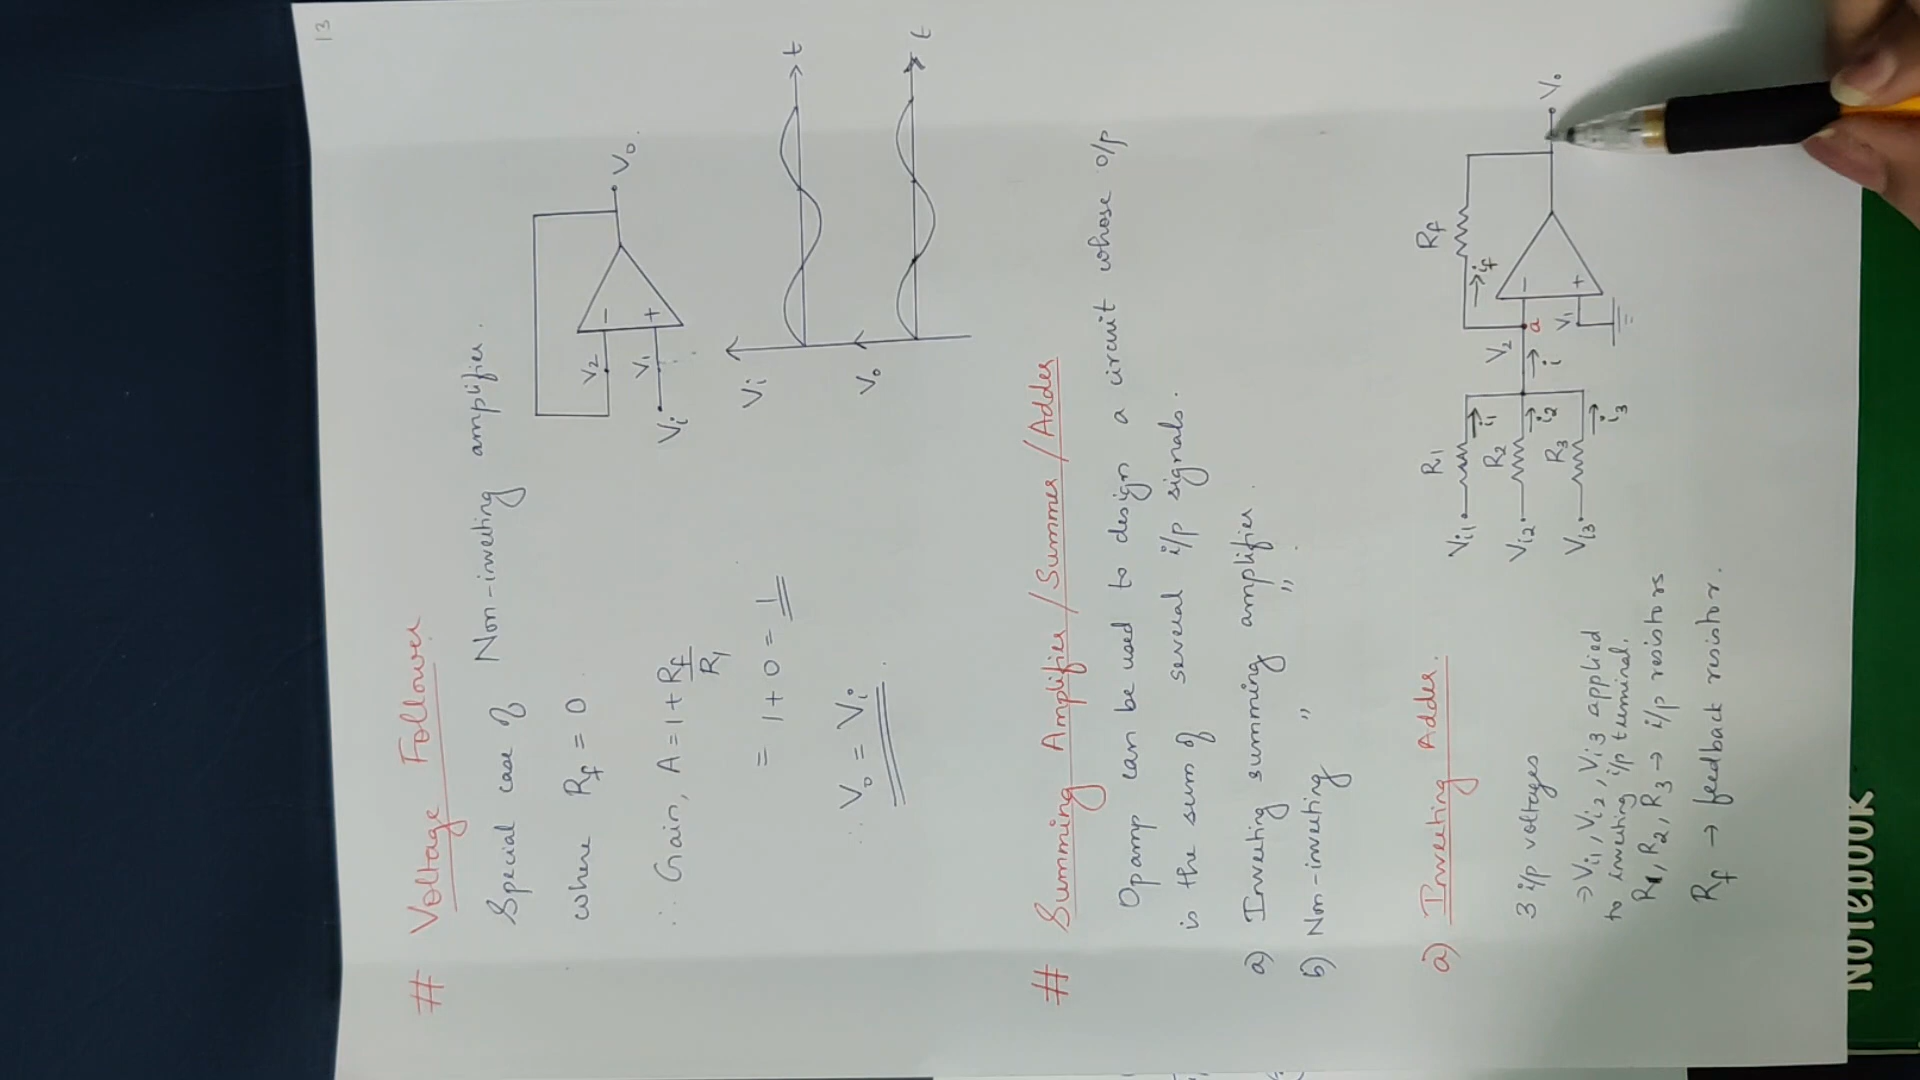 13
# Voltage Follower
Special case of Non-inverting amplifier.
where Rf = 0.
∴ Gain, A = 1 + Rf/R1
= 1 + 0 = 1
∴ Vo = Vi.
V2
V1
Vi
Vo.
−
+
Vi
t
Vo
t
# Summing Amplifier / Summer / Adder
Opamp can be used to design a circuit whose o/p
is the sum of several i/p signals.
a) Inverting summing amplifier.
b) Non-inverting " ".
a) Inverting Adder.
3 i/p voltages
→ Vi1, Vi2, Vi3 applied
to inverting i/p terminal.
R1, R2, R3 → i/p resistors
Rf → feedback resistor.
Vi1
R1
i1
Vi2
R2
i2
Vi3
R3
i3
V2
i
a
V1
−
+
if
Rf
Vo
NOTEBOOK